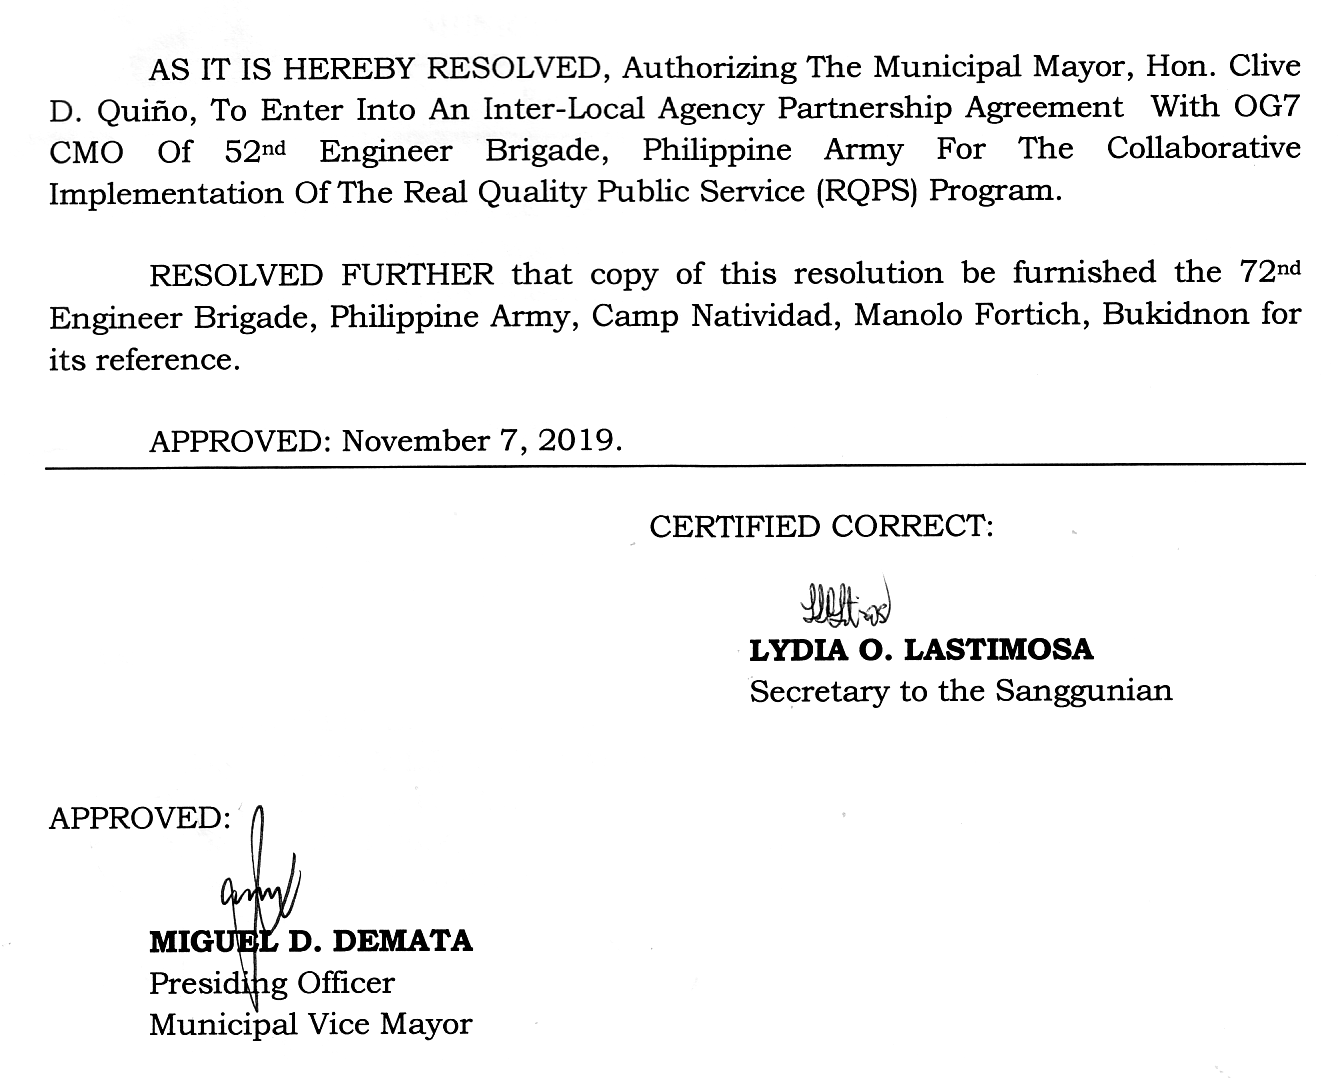 AS IT IS HEREBY RESOLVED, Authorizing The Municipal Mayor, Hon. Clive
D. Quiño, To Enter Into An Inter-Local Agency Partnership Agreement With OG7
CMO Of 52nd Engineer Brigade, Philippine Army For The Collaborative
Implementation Of The Real Quality Public Service (RQPS) Program.
RESOLVED FURTHER that copy of this resolution be furnished the 72nd
Engineer Brigade, Philippine Army, Camp Natividad, Manolo Fortich, Bukidnon for
its reference.
APPROVED: November 7, 2019.
CERTIFIED CORRECT:
LYDIA O. LASTIMOSA
Secretary to the Sanggunian
APPROVED:
MIGUEL D. DEMATA
Presiding Officer
Municipal Vice Mayor